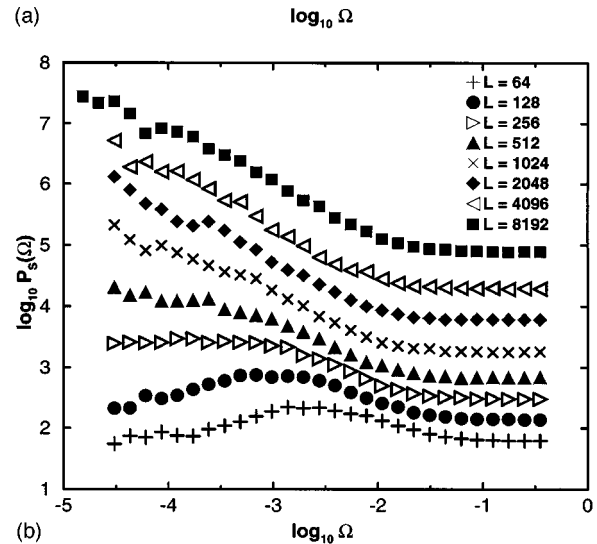 (a)
log10 Ω
8
7
6
5
4
3
2
1
log10 Ps(Ω)
L = 64
L = 128
L = 256
L = 512
L = 1024
L = 2048
L = 4096
L = 8192
-5 -4 -3 -2 -1 0
(b)
log10 Ω